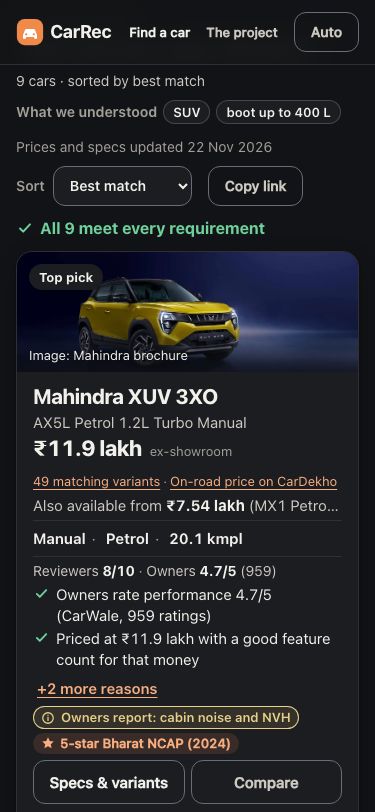 CarRec Find a car The project Auto
9 cars · sorted by best match
What we understood SUV boot up to 400 L
Prices and specs updated 22 Nov 2026
Sort Best match Copy link
All 9 meet every requirement
Top pick
Image: Mahindra brochure
Mahindra XUV 3XO
AX5L Petrol 1.2L Turbo Manual
₹11.9 lakh ex-showroom
49 matching variants · On-road price on CarDekho
Also available from ₹7.54 lakh (MX1 Petro...
Manual · Petrol · 20.1 kmpl
Reviewers 8/10 · Owners 4.7/5 (959)
Owners rate performance 4.7/5
(CarWale, 959 ratings)
Priced at ₹11.9 lakh with a good feature
count for that money
+2 more reasons
Owners report: cabin noise and NVH
5-star Bharat NCAP (2024)
Specs & variants Compare